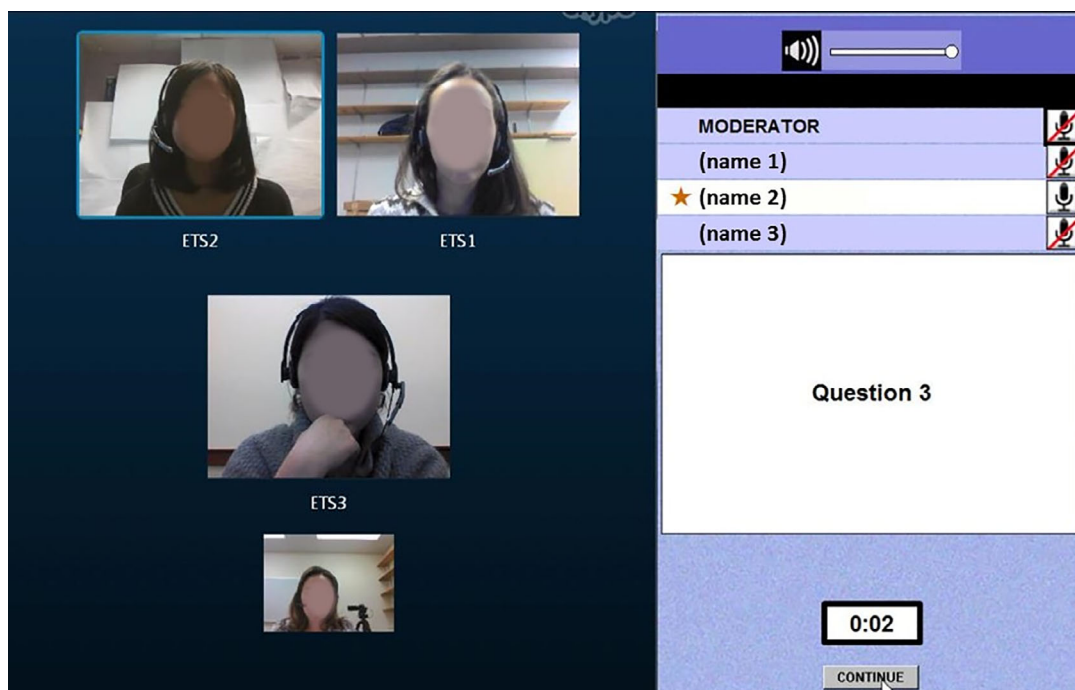 ETS2
ETS1
ETS3
MODERATOR
(name 1)
(name 2)
(name 3)
Question 3
0:02
CONTINUE